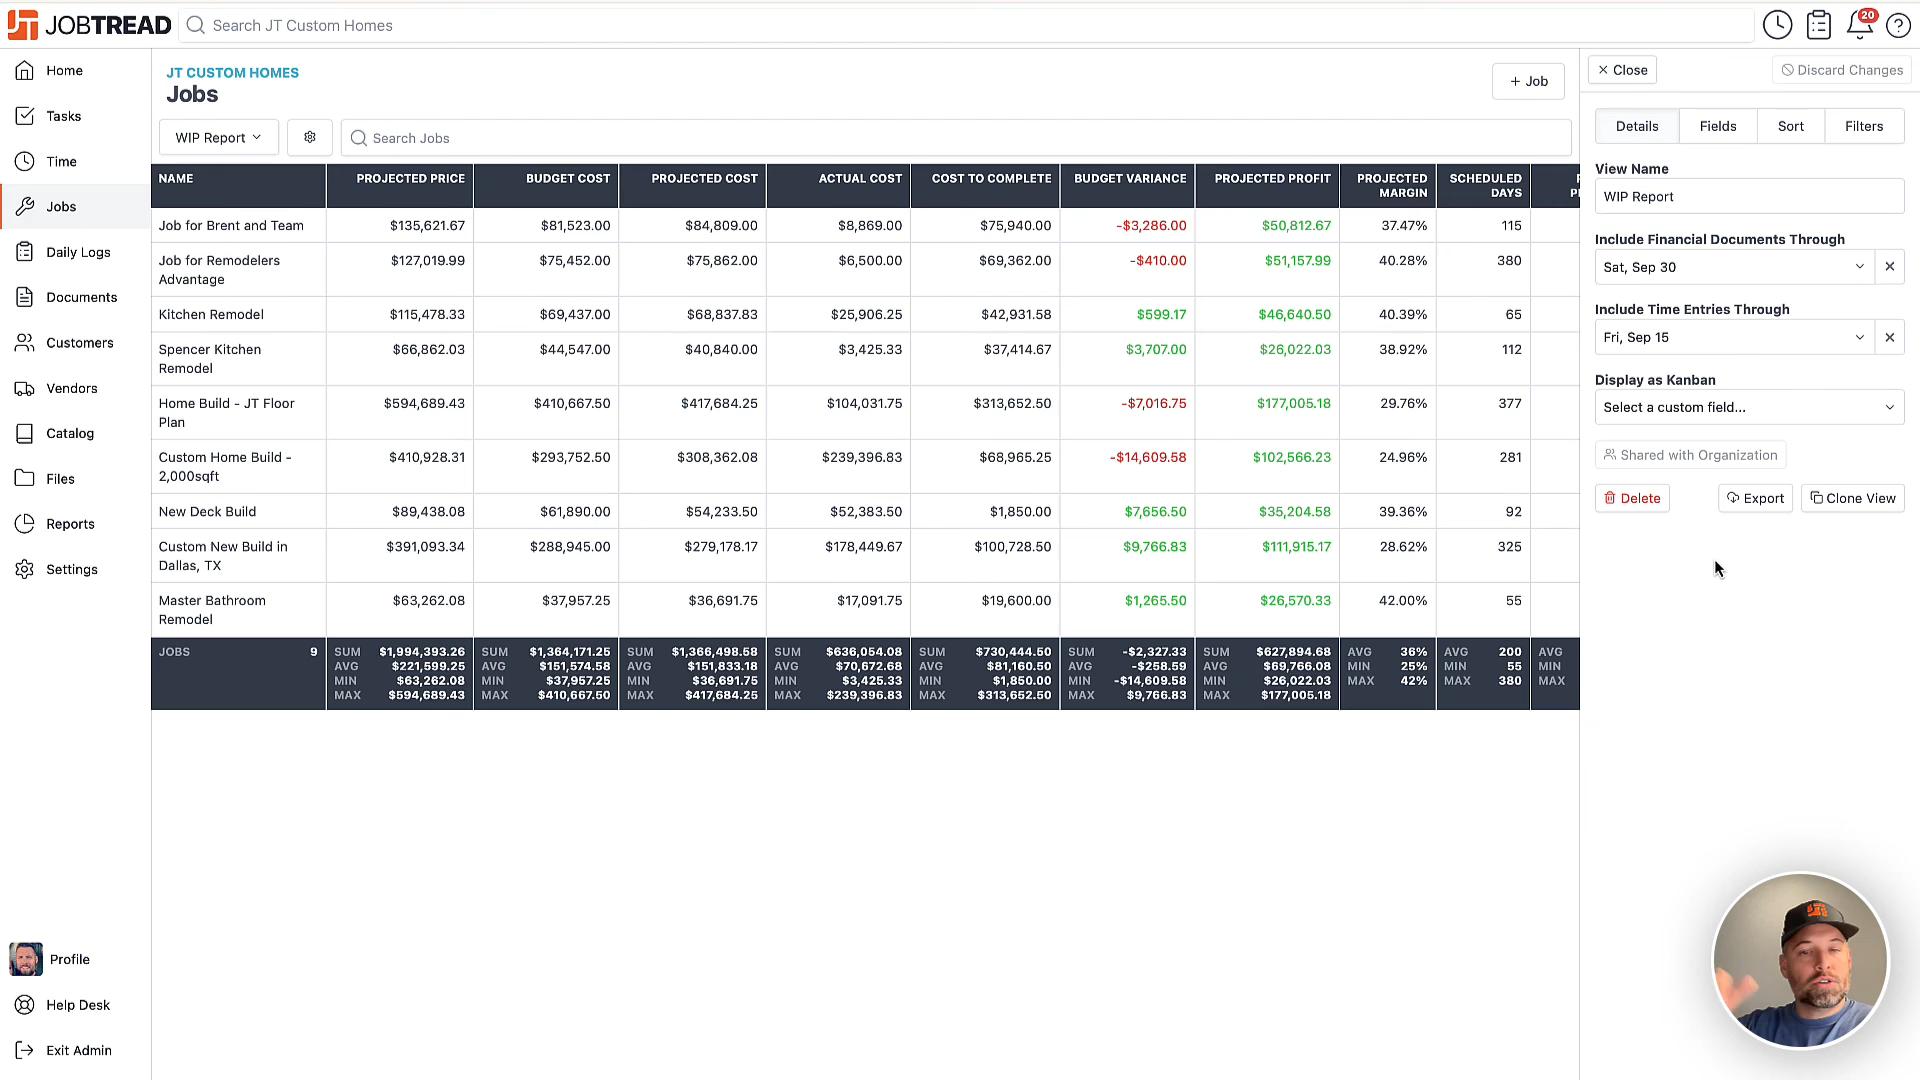 JOBTREAD
Search JT Custom Homes
20
Home
Tasks
Time
Jobs
Daily Logs
Documents
Customers
Vendors
Catalog
Files
Reports
Settings
Profile
Help Desk
Exit Admin
JT CUSTOM HOMES
Jobs
+ Job
WIP Report
Search Jobs
NAME PROJECTED PRICE BUDGET COST PROJECTED COST ACTUAL COST COST TO COMPLETE BUDGET VARIANCE PROJECTED PROFIT PROJECTED MARGIN SCHEDULED DAYS
Job for Brent and Team $135,621.67 $81,523.00 $84,809.00 $8,869.00 $75,940.00 -$3,286.00 $50,812.67 37.47% 115
Job for Remodelers Advantage $127,019.99 $75,452.00 $75,862.00 $6,500.00 $69,362.00 -$410.00 $51,157.99 40.28% 380
Kitchen Remodel $115,478.33 $69,437.00 $68,837.83 $25,906.25 $42,931.58 $599.17 $46,640.50 40.39% 65
Spencer Kitchen Remodel $66,862.03 $44,547.00 $40,840.00 $3,425.33 $37,414.67 $3,707.00 $26,022.03 38.92% 112
Home Build - JT Floor Plan $594,689.43 $410,667.50 $417,684.25 $104,031.75 $313,652.50 -$7,016.75 $177,005.18 29.76% 377
Custom Home Build - 2,000sqft $410,928.31 $293,752.50 $308,362.08 $239,396.83 $68,965.25 -$14,609.58 $102,566.23 24.96% 281
New Deck Build $89,438.08 $61,890.00 $54,233.50 $52,383.50 $1,850.00 $7,656.50 $35,204.58 39.36% 92
Custom New Build in Dallas, TX $391,093.34 $288,945.00 $279,178.17 $178,449.67 $100,728.50 $9,766.83 $111,915.17 28.62% 325
Master Bathroom Remodel $63,262.08 $37,957.25 $36,691.75 $17,091.75 $19,600.00 $1,265.50 $26,570.33 42.00% 55
JOBS 9 SUM $1,994,393.26 SUM $1,364,171.25 SUM $1,366,498.58 SUM $636,054.08 SUM $730,444.50 SUM -$2,327.33 SUM $627,894.68 AVG 36% AVG 200 AVG
AVG $221,599.25 AVG $151,574.58 AVG $151,833.18 AVG $70,672.68 AVG $81,160.50 AVG -$258.59 AVG $69,766.08 MIN 25% MIN 55 MIN
MIN $63,262.08 MIN $37,957.25 MIN $36,691.75 MIN $3,425.33 MIN $1,850.00 MIN -$14,609.58 MIN $26,022.03 MAX 42% MAX 380 MAX
MAX $594,689.43 MAX $410,667.50 MAX $417,684.25 MAX $239,396.83 MAX $313,652.50 MAX $9,766.83 MAX $177,005.18
Close
Discard Changes
Details Fields Sort Filters
View Name
WIP Report
Include Financial Documents Through
Sat, Sep 30
Include Time Entries Through
Fri, Sep 15
Display as Kanban
Select a custom field...
Shared with Organization
Delete Export Clone View